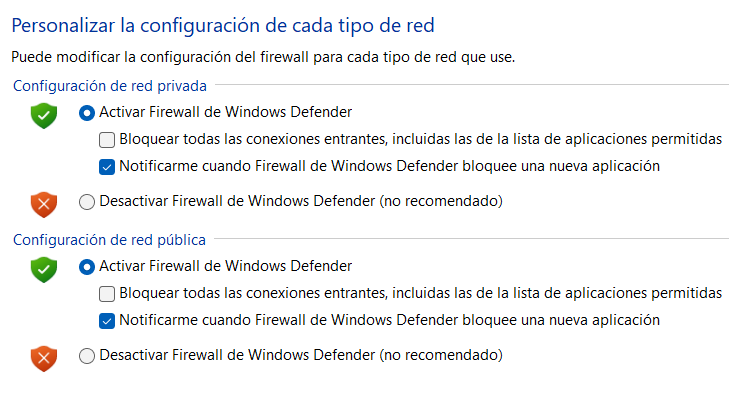 Personalizar la configuración de cada tipo de red
Puede modificar la configuración del firewall para cada tipo de red que use.
Configuración de red privada
Activar Firewall de Windows Defender
Bloquear todas las conexiones entrantes, incluidas las de la lista de aplicaciones permitidas
Notificarme cuando Firewall de Windows Defender bloquee una nueva aplicación
Desactivar Firewall de Windows Defender (no recomendado)
Configuración de red pública
Activar Firewall de Windows Defender
Bloquear todas las conexiones entrantes, incluidas las de la lista de aplicaciones permitidas
Notificarme cuando Firewall de Windows Defender bloquee una nueva aplicación
Desactivar Firewall de Windows Defender (no recomendado)